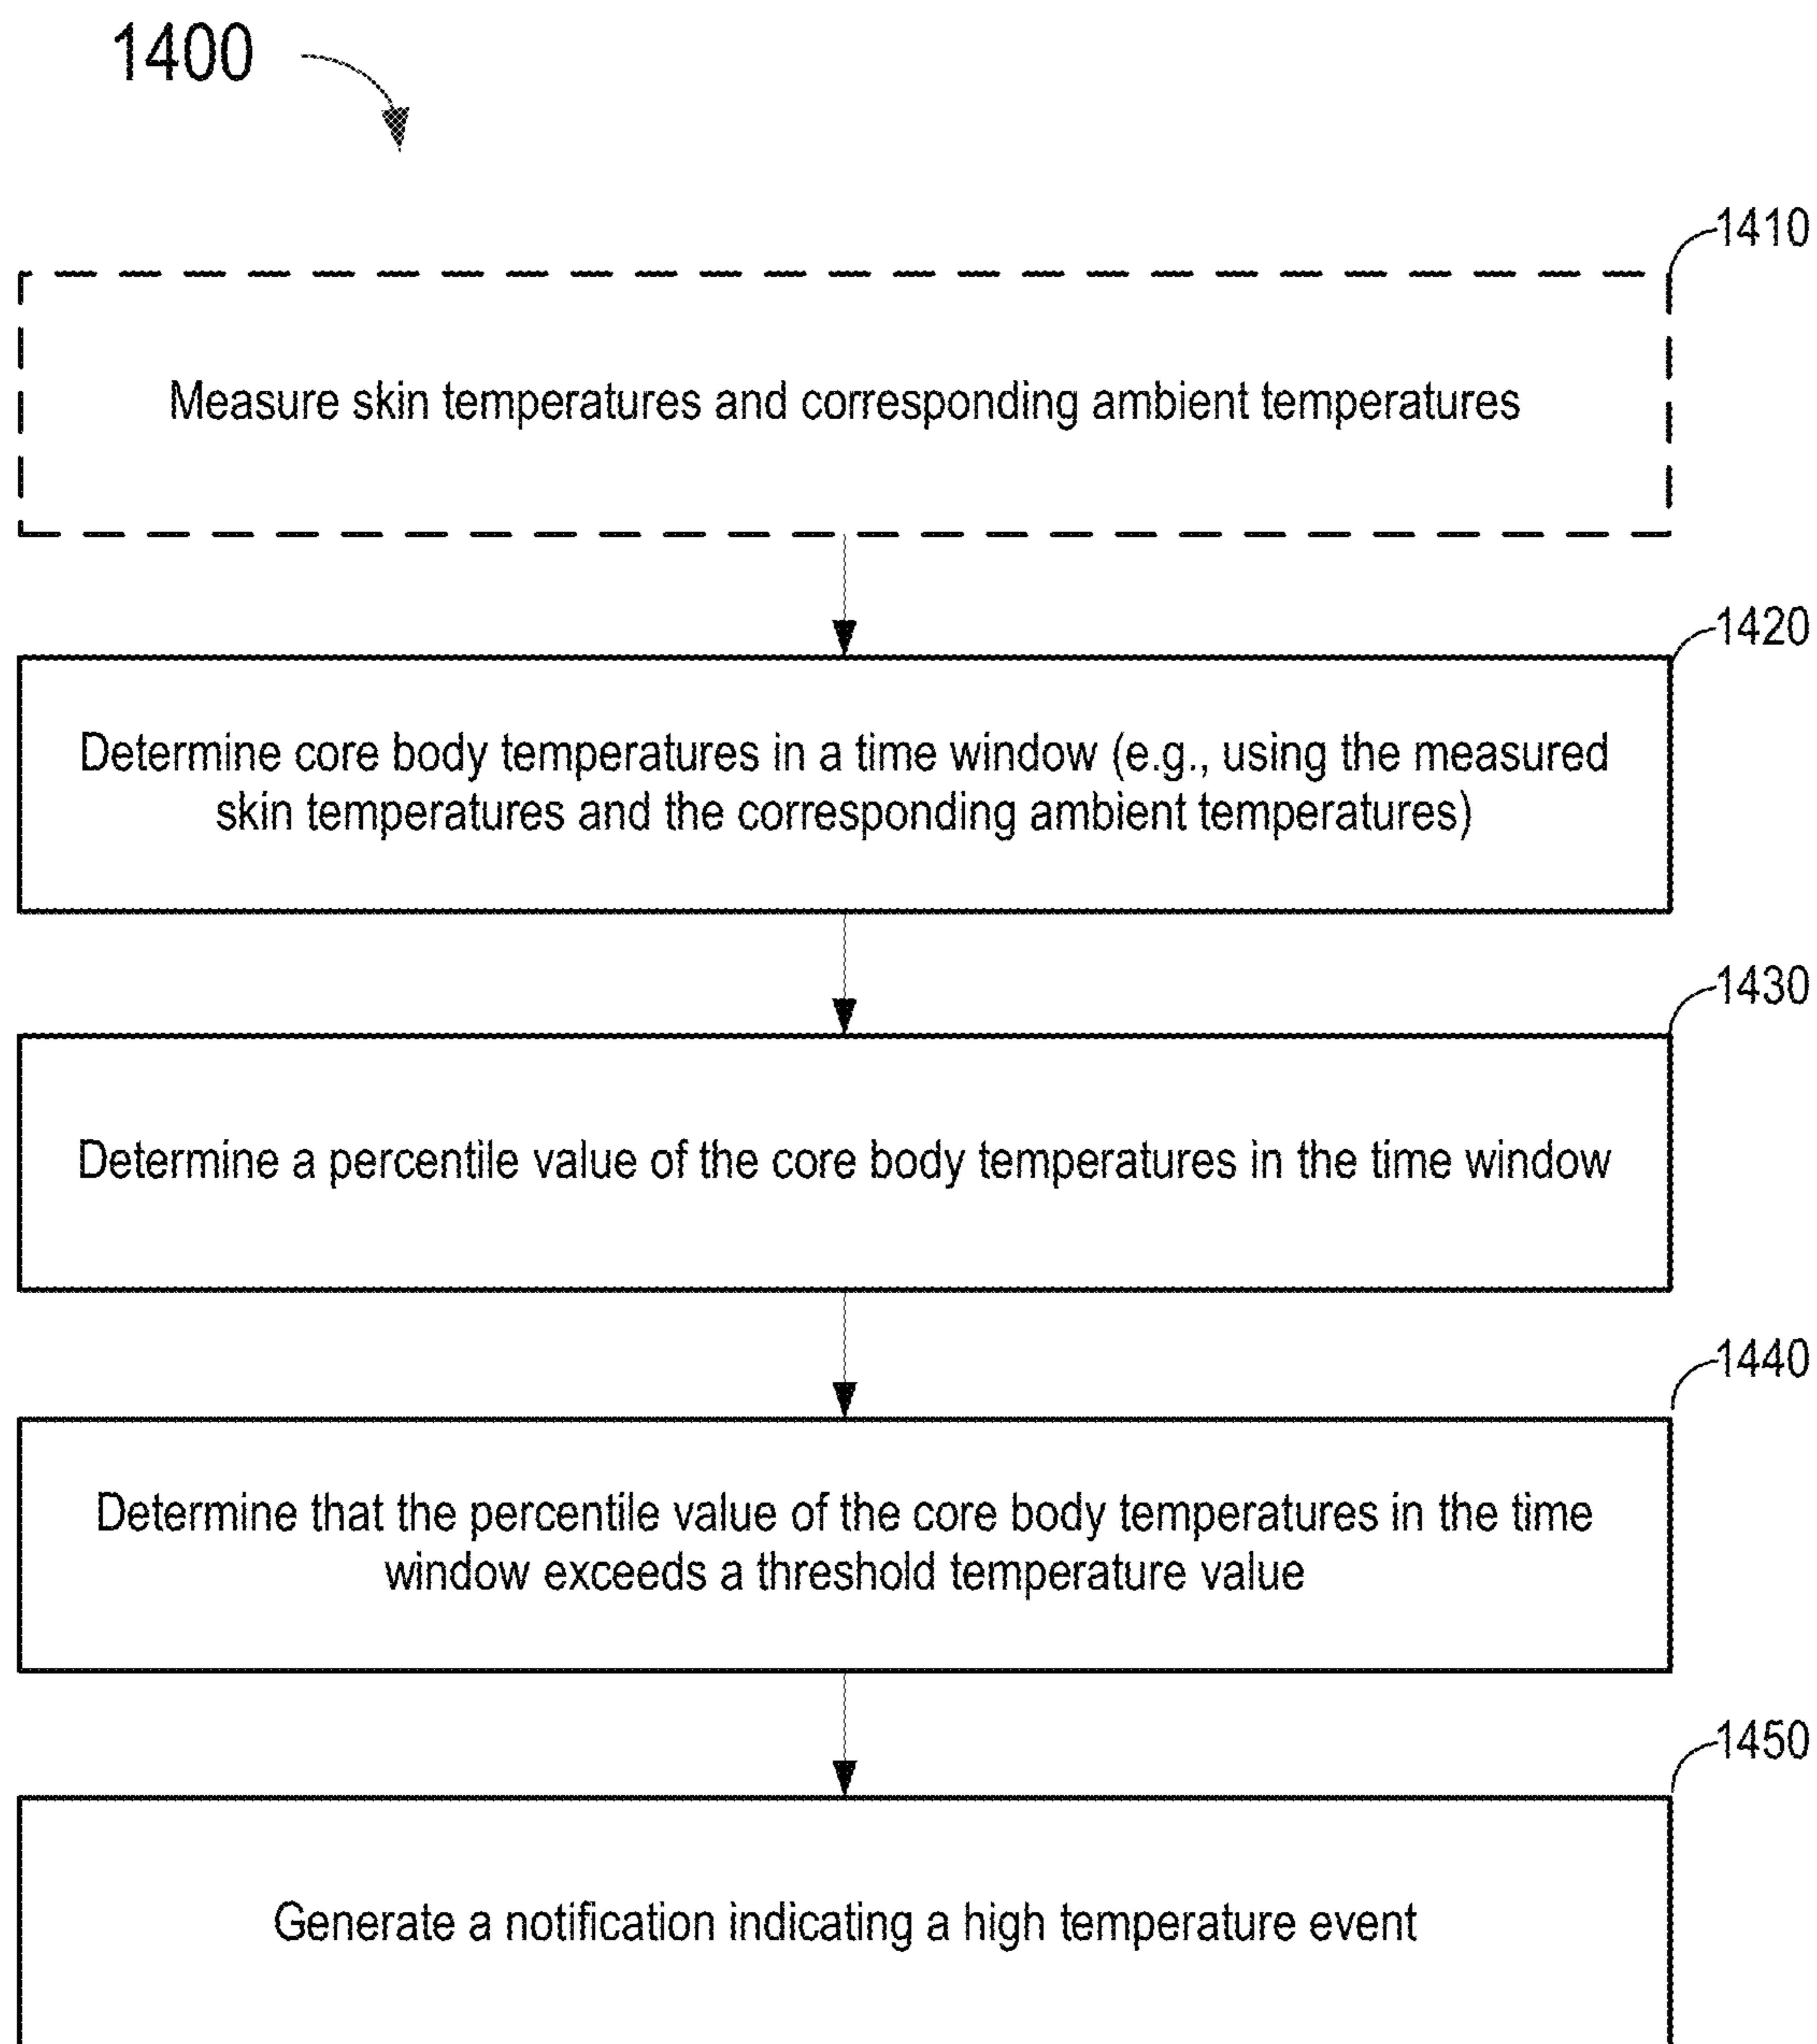 1400
1410
Measure skin temperatures and corresponding ambient temperatures
1420
Determine core body temperatures in a time window (e.g., using the measured
skin temperatures and the corresponding ambient temperatures)
1430
Determine a percentile value of the core body temperatures in the time window
1440
Determine that the percentile value of the core body temperatures in the time
window exceeds a threshold temperature value
1450
Generate a notification indicating a high temperature event